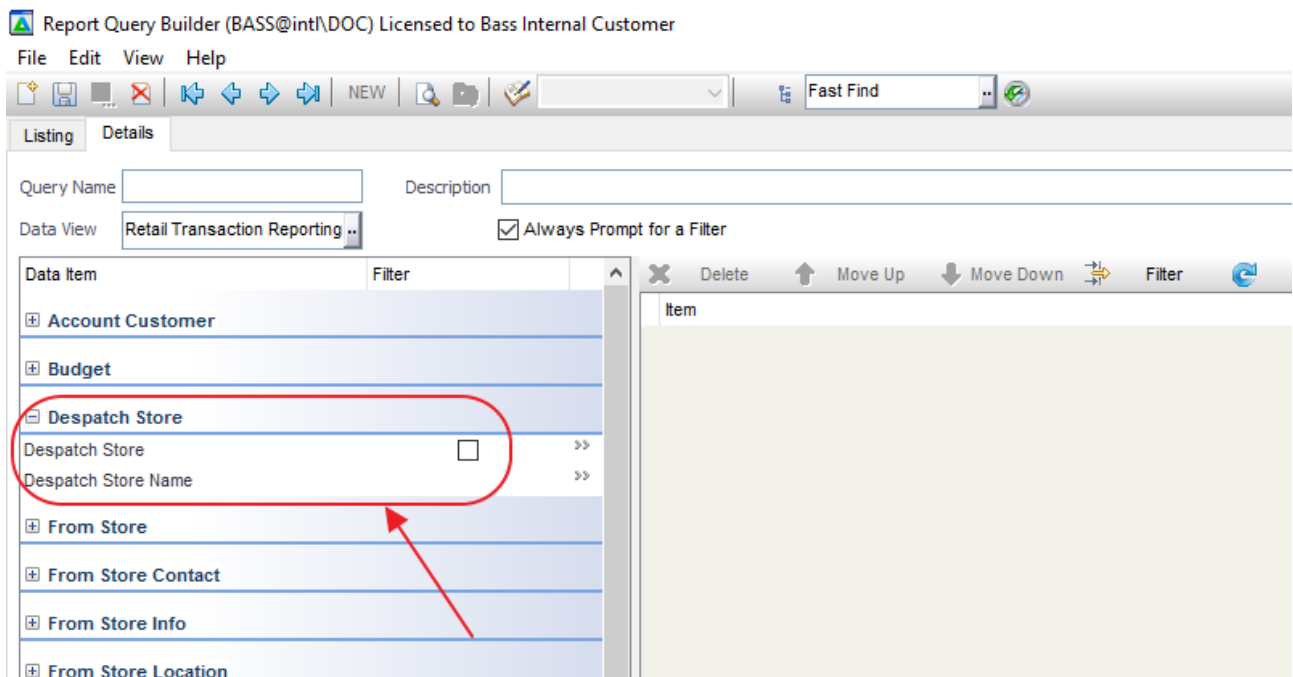 Report Query Builder (BASS@intl\DOC) Licensed to Bass Internal Customer
File Edit View Help
NEW Fast Find ..
Listing Details
Query Name Description
Data View Retail Transaction Reporting .. Always Prompt for a Filter
Data Item Filter Delete Move Up Move Down Filter
Item
Account Customer
Budget
Despatch Store
Despatch Store >>
Despatch Store Name >>
From Store
From Store Contact
From Store Info
From Store Location